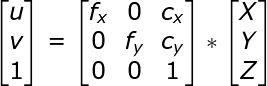 [u v 1]ᵀ = [f_x 0 c_x; 0 f_y c_y; 0 0 1] * [X Y Z]ᵀ